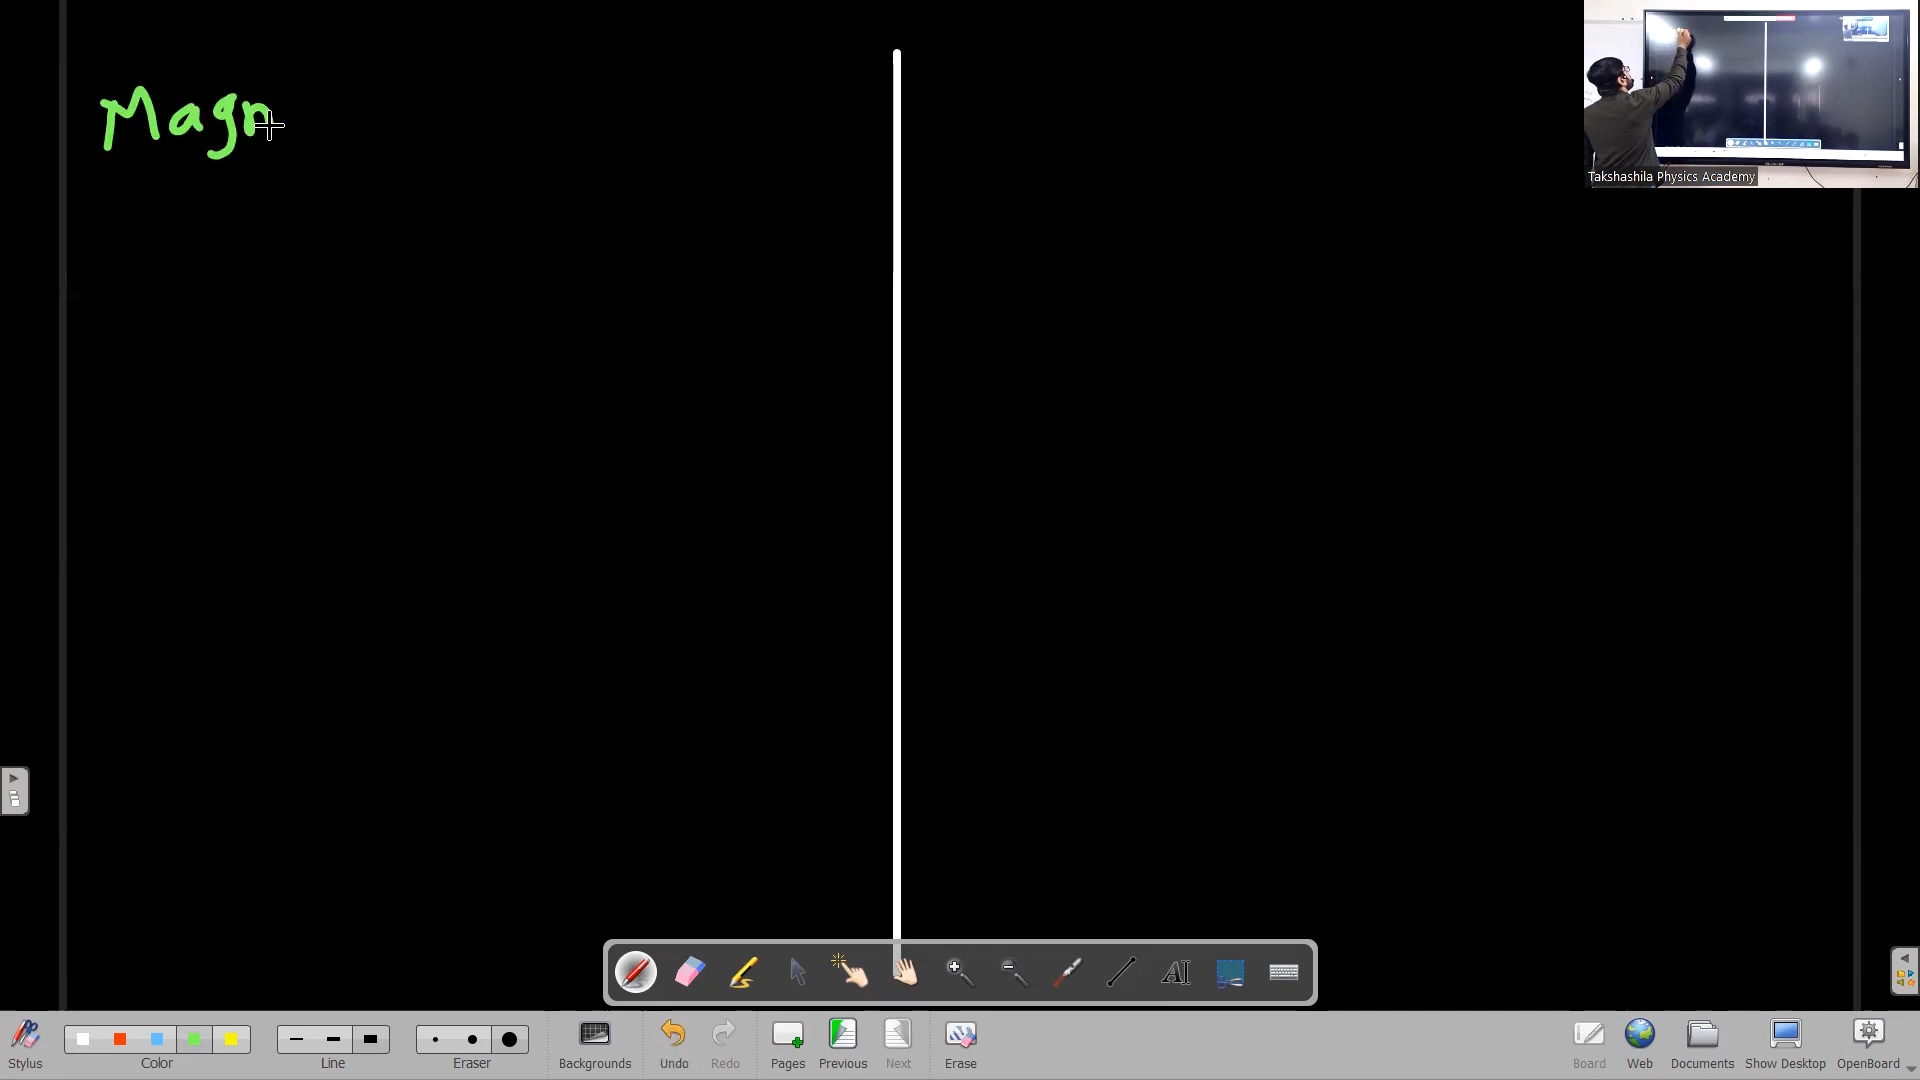 Magn
Takshashila Physics Academy
Stylus
Color
Line
Eraser
Backgrounds
Undo
Redo
Pages
Previous
Next
Erase
Board
Web
Documents
Show Desktop
OpenBoard